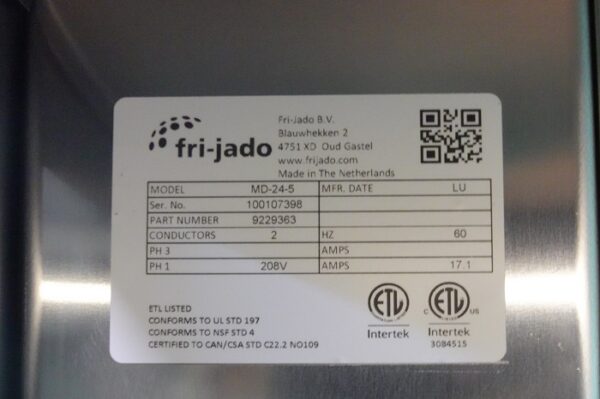 fri-jado
Fri-Jado B.V.
Blauwhekken 2
4751 XD Oud Gastel
www.frijado.com
Made in The Netherlands
MODEL MD-24-5 MFR. DATE LU
Ser. No. 100107398
PART NUMBER 9229363
CONDUCTORS 2 HZ 60
PH 3 AMPS
PH 1 208V AMPS 17.1
ETL LISTED
CONFORMS TO UL STD 197
CONFORMS TO NSF STD 4
CERTIFIED TO CAN/CSA STD C22.2 NO109
ETL
Intertek
C ETL US
Intertek
3084515